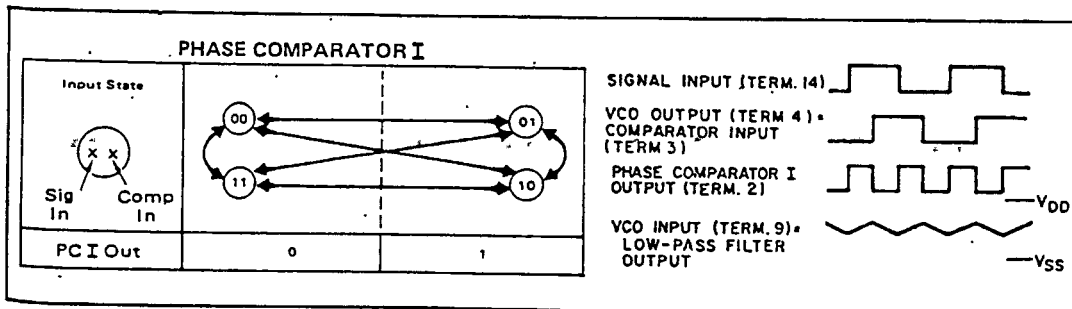 PHASE COMPARATOR I
Input State
X X
Sig In
Comp In
00
01
11
10
PC I Out
0
1
SIGNAL INPUT (TERM. 14)
VCO OUTPUT (TERM 4) =
COMPARATOR INPUT
(TERM 3)
PHASE COMPARATOR I
OUTPUT (TERM. 2)
VCO INPUT (TERM. 9) =
LOW-PASS FILTER
OUTPUT
VDD
VSS